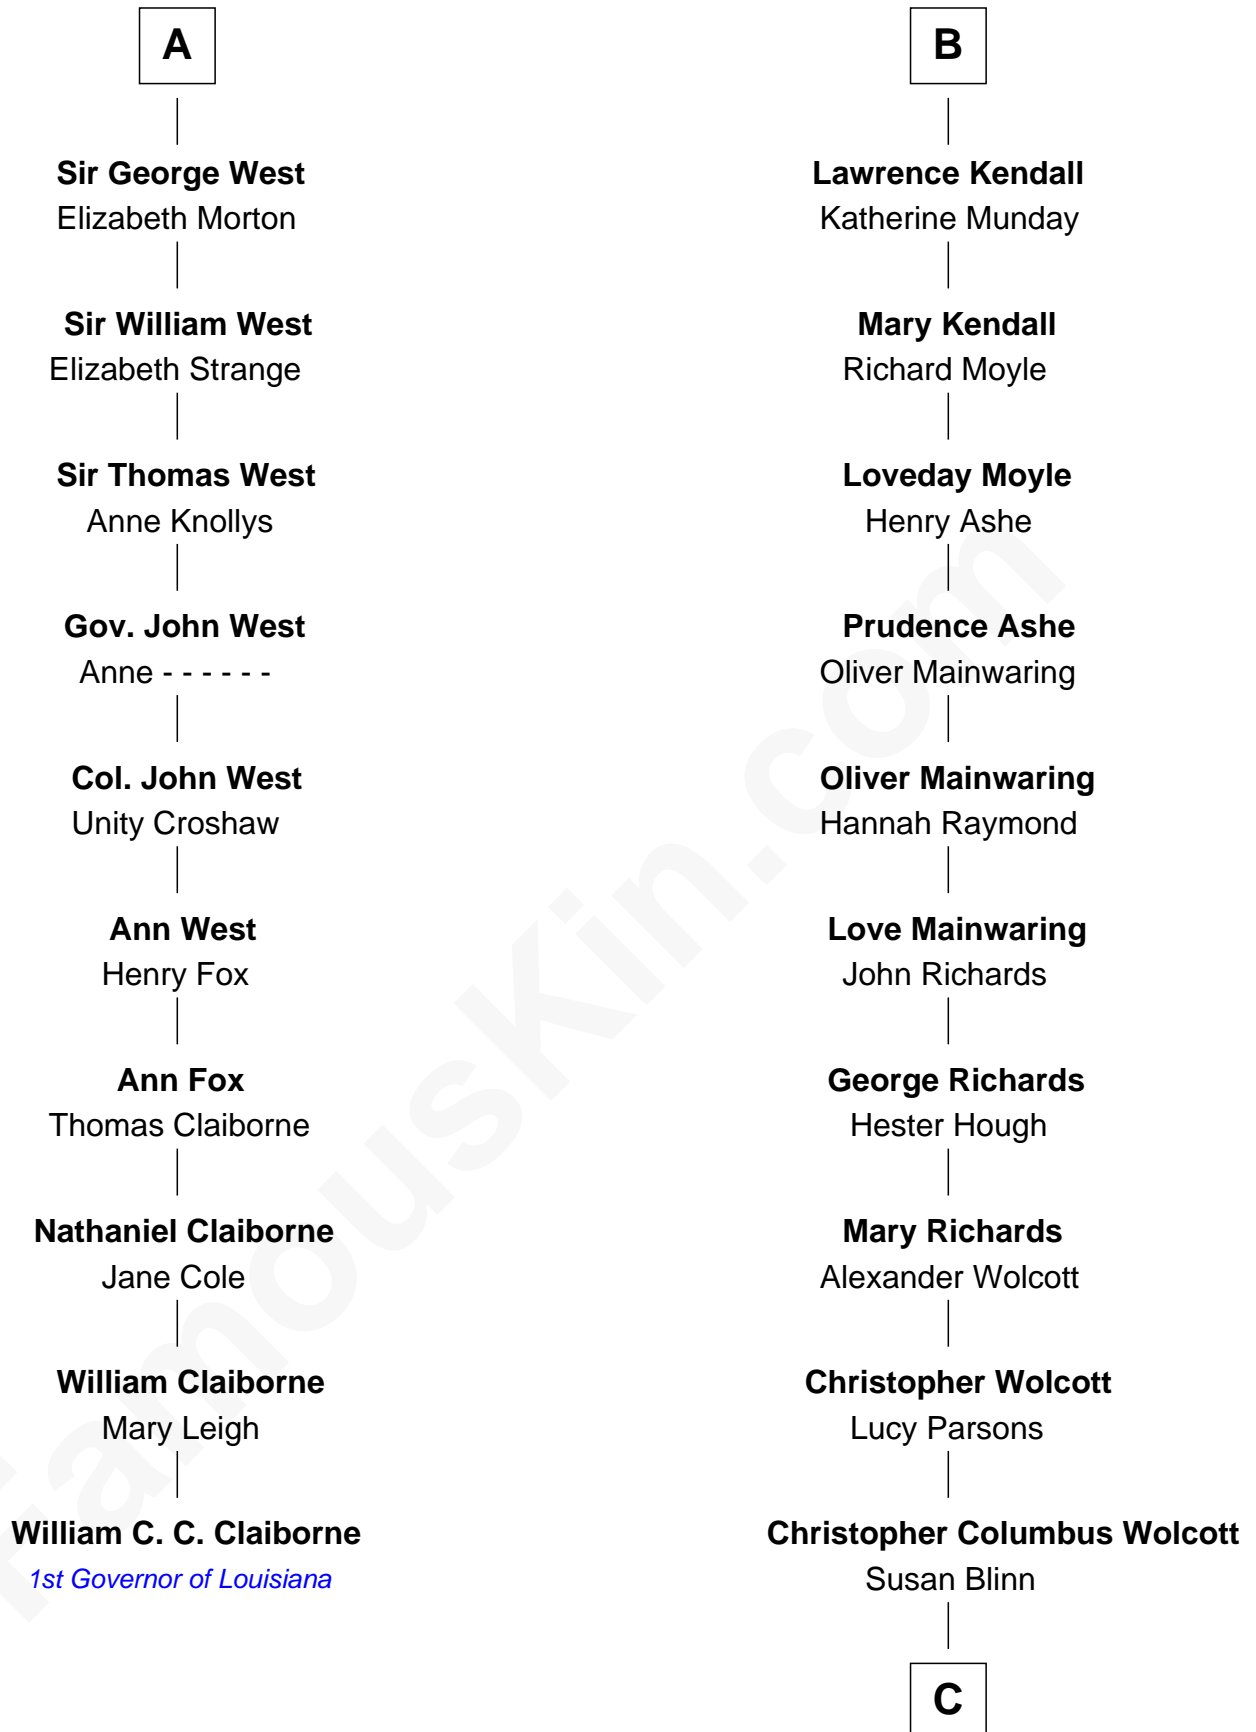 A
Sir George West
Elizabeth Morton
Sir William West
Elizabeth Strange
Sir Thomas West
Anne Knollys
Gov. John West
Anne - - - - - -
Col. John West
Unity Croshaw
Ann West
Henry Fox
Ann Fox
Thomas Claiborne
Nathaniel Claiborne
Jane Cole
William Claiborne
Mary Leigh
William C. C. Claiborne
1st Governor of Louisiana
B
Lawrence Kendall
Katherine Munday
Mary Kendall
Richard Moyle
Loveday Moyle
Henry Ashe
Prudence Ashe
Oliver Mainwaring
Oliver Mainwaring
Hannah Raymond
Love Mainwaring
John Richards
George Richards
Hester Hough
Mary Richards
Alexander Wolcott
Christopher Wolcott
Lucy Parsons
Christopher Columbus Wolcott
Susan Blinn
C
famouskin.com